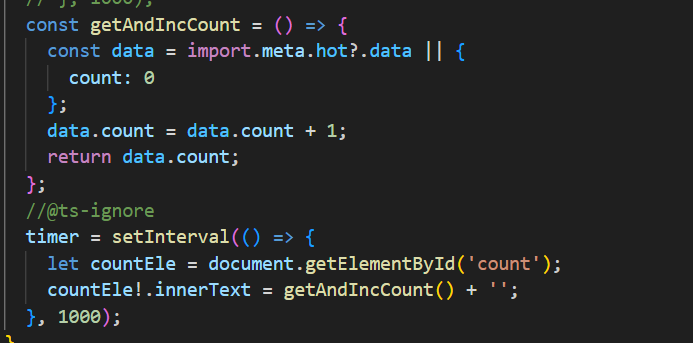 // }, 1000);
const getAndIncCount = () => {
const data = import.meta.hot?.data || {
count: 0
};
data.count = data.count + 1;
return data.count;
};
//@ts-ignore
timer = setInterval(() => {
let countEle = document.getElementById('count');
countEle!.innerText = getAndIncCount() + '';
}, 1000);
}